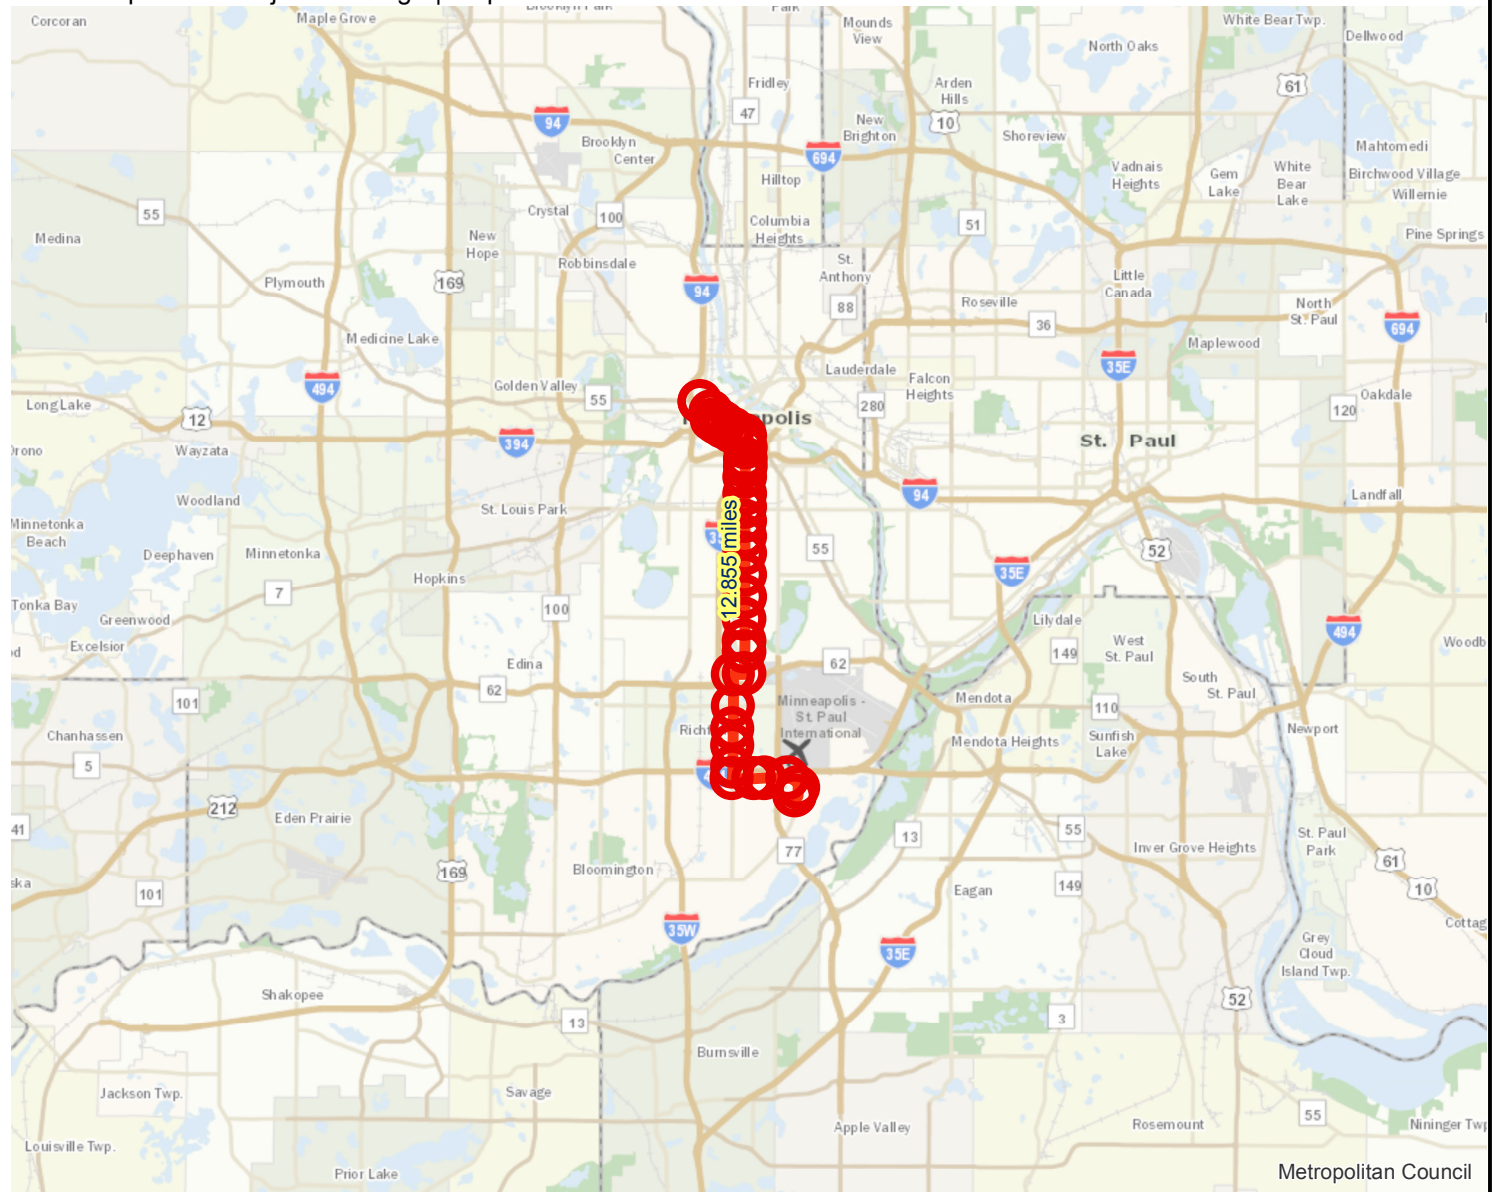 Corcoran
Maple Grove
Brooklyn Park
Park
Mounds
View
White Bear Twp.
Dellwood
North Oaks
Fridley
Arden
Hills
61
47
94
10
New
Brighton
Shoreview
Brooklyn
Center
694
Mahtomedi
Vadnais
Heights
Gem
Lake
White
Bear
Lake
Birchwood Village
Willernie
Hilltop
55
Crystal
100
Columbia
Heights
51
Medina
New
Hope
Pine Springs
Robbinsdale
St.
Anthony
Plymouth
169
94
Little
Canada
88
Roseville
North
St. Paul
36
694
Medicine Lake
Maplewood
35E
Lauderdale
494
Golden Valley
55
Falcon
Heights
Oakdale
Long Lake
12
280
120
394
St. Paul
Wayzata
Woodland
94
Landfall
St. Louis Park
Minnetonka
Beach
Deephaven
Minnetonka
12.855 miles
55
52
Hopkins
35E
7
Tonka Bay
Greenwood
100
Lilydale
494
Excelsior
Edina
62
149
West
St. Paul
62
101
Minneapolis -
St. Paul
International
Mendota
South
St. Paul
110
Chanhassen
Mendota Heights
Sunfish
Lake
Newport
5
212
Eden Prairie
41
13
55
77
Inver Grove Heights
St. Paul
Park
169
Bloomington
61
101
Eagan
149
10
35W
35E
Grey
Cloud
Island Twp.
Shakopee
52
13
3
Burnsville
Jackson Twp.
Savage
55
Apple Valley
Rosemount
Louisville Twp.
Prior Lake
Metropolitan Council